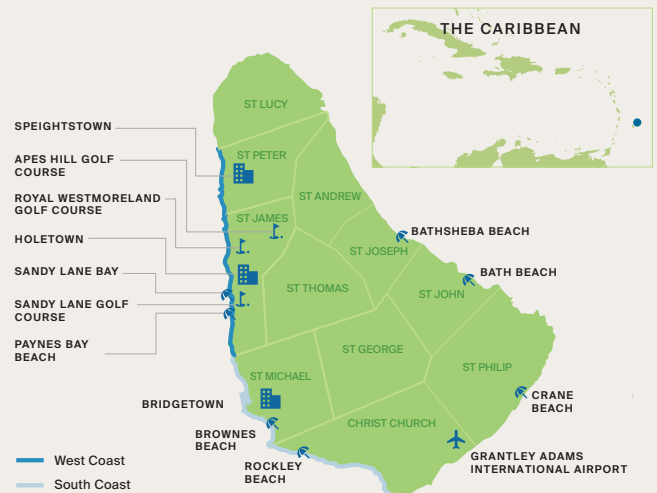 THE CARIBBEAN
ST LUCY
SPEIGHTSTOWN
ST PETER
APES HILL GOLF
COURSE
ST ANDREW
ROYAL WESTMORELAND
GOLF COURSE
ST JAMES
BATHSHEBA BEACH
HOLETOWN
ST JOSEPH
SANDY LANE BAY
BATH BEACH
ST THOMAS
ST JOHN
SANDY LANE GOLF
COURSE
PAYNES BAY
BEACH
ST GEORGE
ST PHILIP
ST MICHAEL
CRANE
BEACH
BRIDGETOWN
CHRIST CHURCH
BROWNES
BEACH
GRANTLEY ADAMS
INTERNATIONAL AIRPORT
ROCKLEY
BEACH
West Coast
South Coast